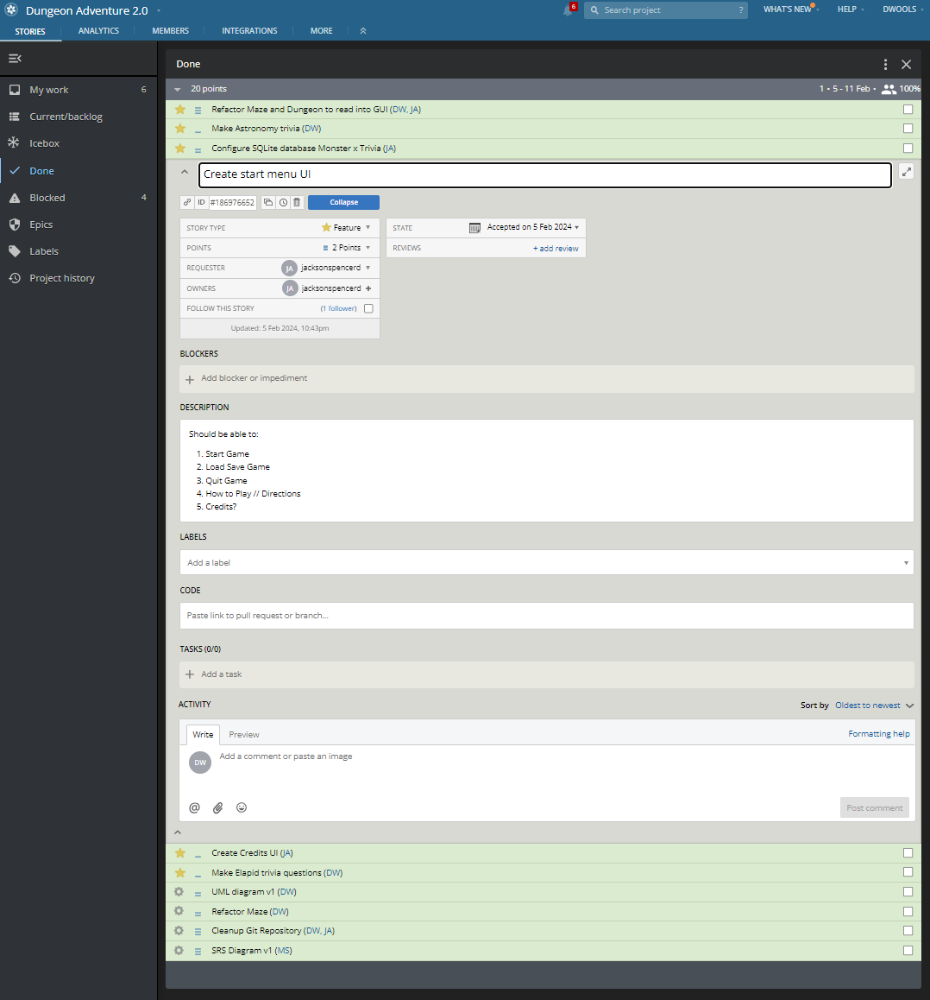 Dungeon Adventure 2.0
6
Search project
?
WHAT'S NEW
HELP
DWOOLS
STORIES
ANALYTICS
MEMBERS
INTEGRATIONS
MORE
My work 6
Current/backlog
Icebox
Done
Blocked 4
Epics
Labels
Project history
Done
20 points
1 • 5 - 11 Feb • 100%
Refactor Maze and Dungeon to read into GUI (DW, JA)
Make Astronomy trivia (DW)
Configure SQLite database Monster x Trivia (JA)
Create start menu UI
ID #186976652 Collapse
STORY TYPE Feature
POINTS 2 Points
REQUESTER JA jacksonspencerd
OWNERS JA jacksonspencerd +
FOLLOW THIS STORY (1 follower)
Updated: 5 Feb 2024, 10:43pm
STATE Accepted on 5 Feb 2024
REVIEWS + add review
BLOCKERS
+ Add blocker or impediment
DESCRIPTION
Should be able to:
1. Start Game
2. Load Save Game
3. Quit Game
4. How to Play // Directions
5. Credits?
LABELS
Add a label
CODE
Paste link to pull request or branch...
TASKS (0/0)
+ Add a task
ACTIVITY
Sort by Oldest to newest
Write Preview Formatting help
DW Add a comment or paste an image
@ Post comment
Create Credits UI (JA)
Make Elapid trivia questions (DW)
UML diagram v1 (DW)
Refactor Maze (DW)
Cleanup Git Repository (DW, JA)
SRS Diagram v1 (MS)